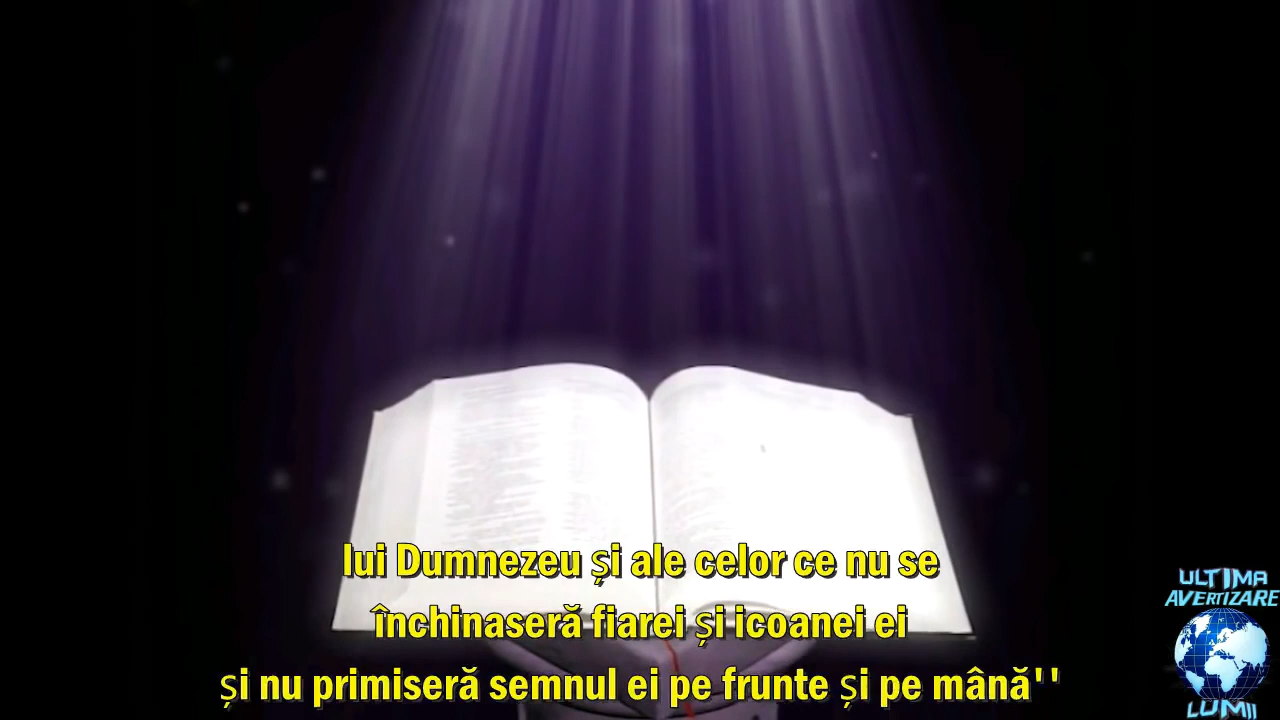 lui Dumnezeu și ale celor ce nu se
închinaseră fiarei și icoanei ei
și nu primiseră semnul ei pe frunte și pe mână''
ULTIMA
AVERTIZARE
LUMII